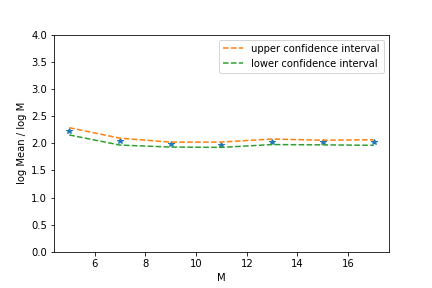 upper confidence interval
lower confidence interval
4.0
3.5
3.0
2.5
2.0
1.5
1.0
0.5
0.0
log Mean / log M
6 8 10 12 14 16
M